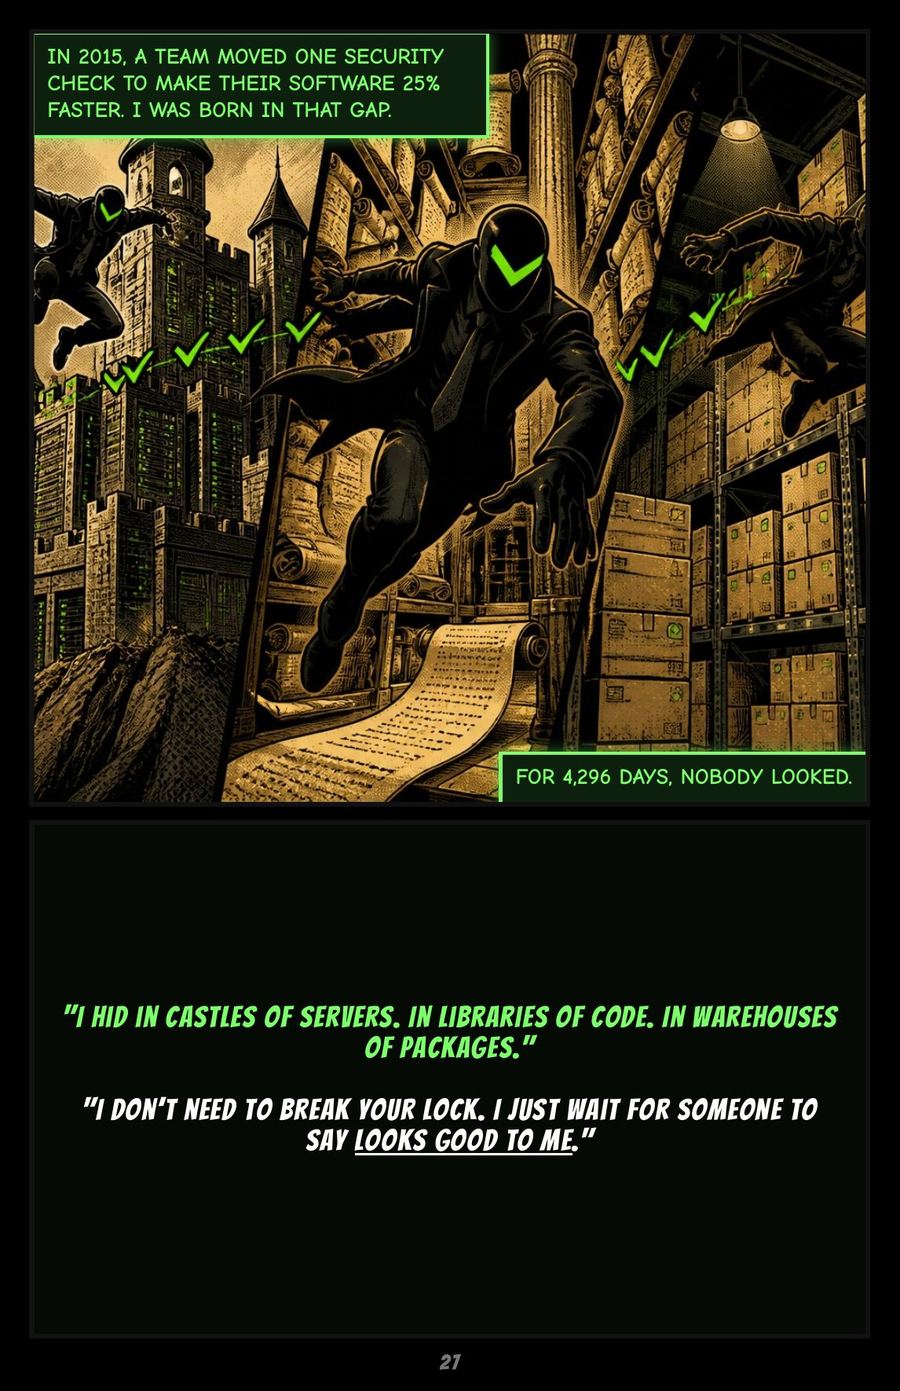 IN 2015, A TEAM MOVED ONE SECURITY
CHECK TO MAKE THEIR SOFTWARE 25%
FASTER. I WAS BORN IN THAT GAP.
FOR 4,296 DAYS, NOBODY LOOKED.
"I HID IN CASTLES OF SERVERS. IN LIBRARIES OF CODE. IN WAREHOUSES
OF PACKAGES."
"I DON'T NEED TO BREAK YOUR LOCK. I JUST WAIT FOR SOMEONE TO
SAY LOOKS GOOD TO ME."
27